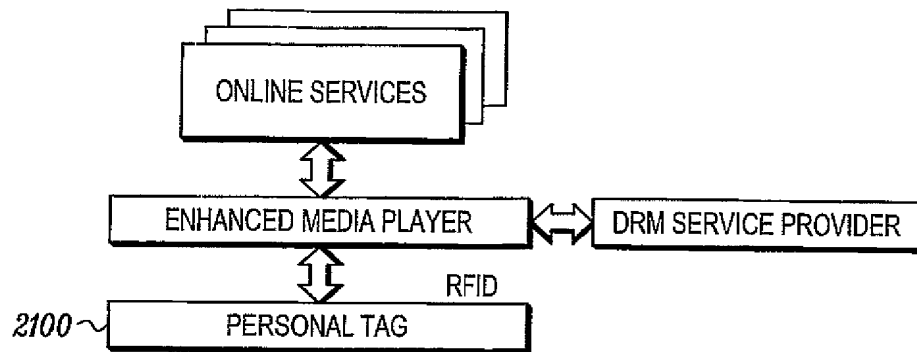 ONLINE SERVICES
ENHANCED MEDIA PLAYER
DRM SERVICE PROVIDER
RFID
2100
PERSONAL TAG